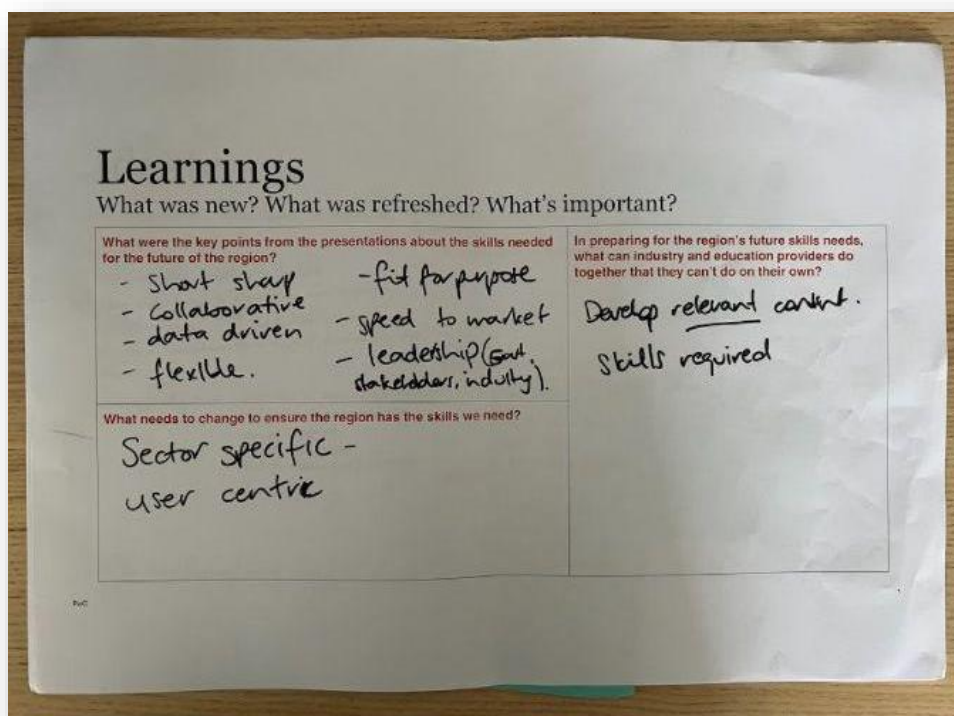 Learnings
What was new? What was refreshed? What's important?
What were the key points from the presentations about the skills needed
for the future of the region?
- Short sharp
- Collaborative
- data driven
- flexible.
- fit for purpose
- speed to market
- leadership (Govt,
stakeholders, industry).
What needs to change to ensure the region has the skills we need?
Sector specific -
user centric
In preparing for the region's future skills needs,
what can industry and education providers do
together that they can't do on their own?
Develop relevant content.
Skills required